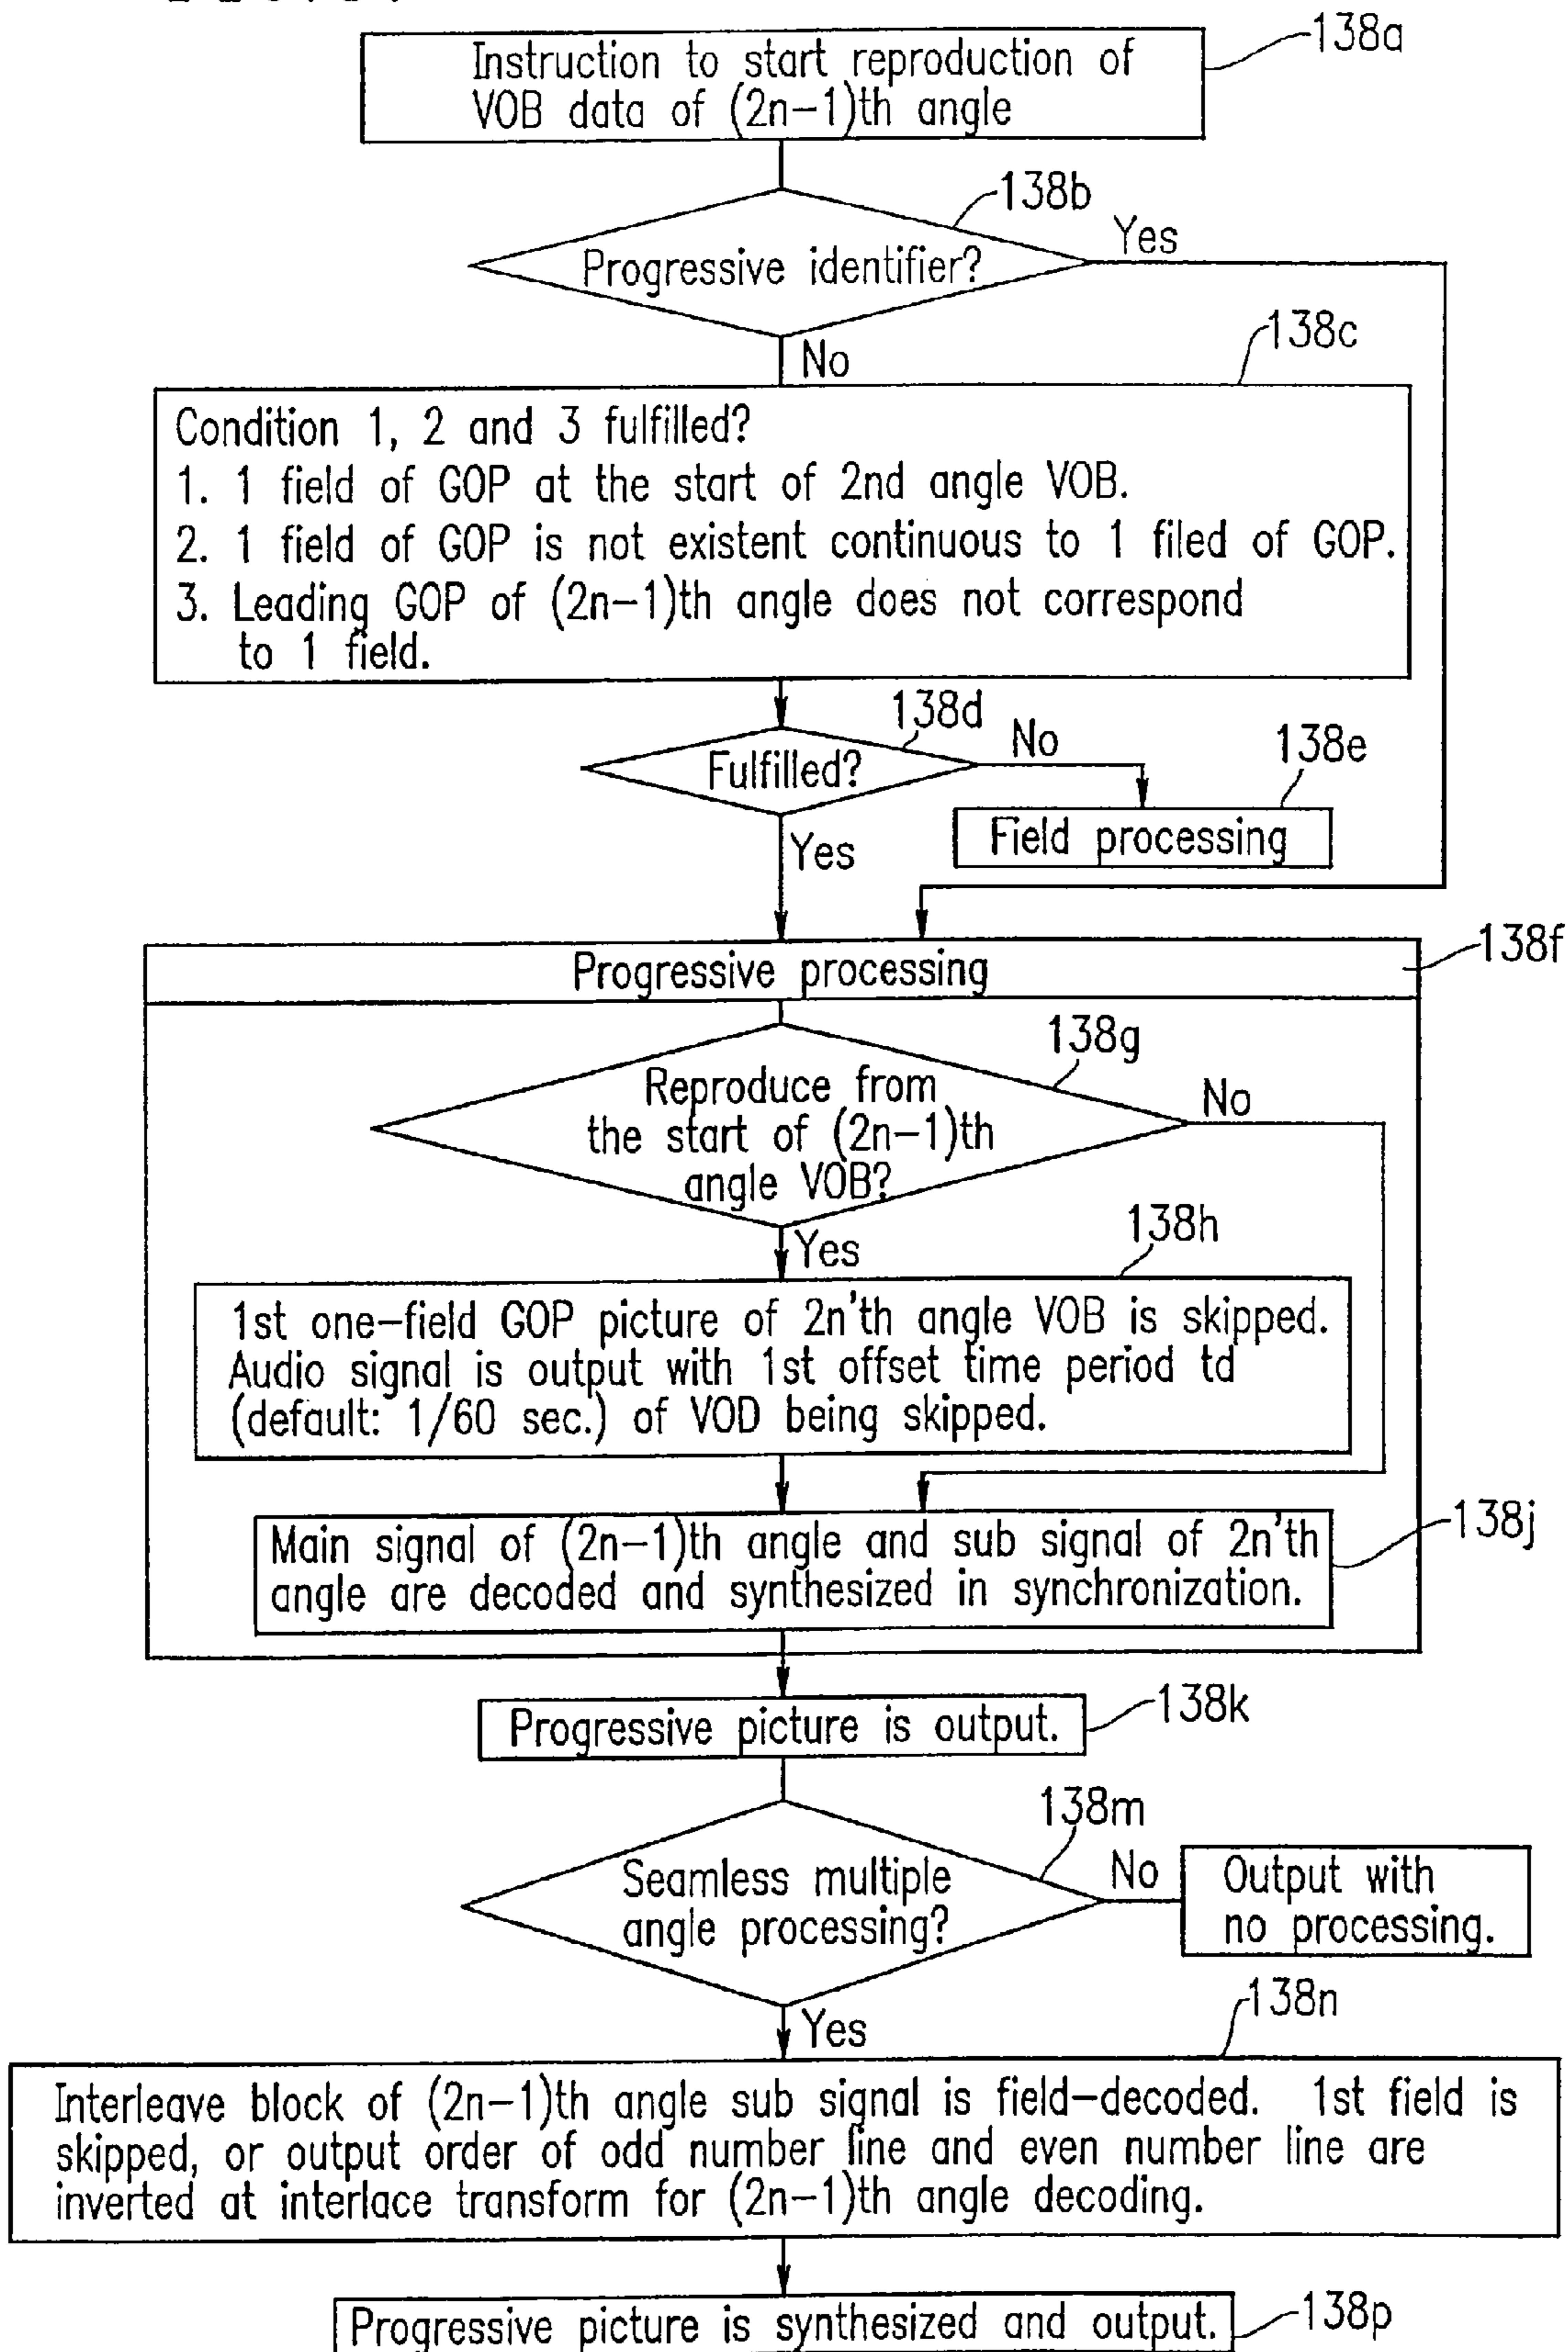 138a
Instruction to start reproduction of
VOB data of (2n-1)th angle
138b
Progressive identifier?
Yes
No
138c
Condition 1, 2 and 3 fulfilled?
1. 1 field of GOP at the start of 2nd angle VOB.
2. 1 field of GOP is not existent continuous to 1 filed of GOP.
3. Leading GOP of (2n-1)th angle does not correspond
to 1 field.
138d
Fulfilled?
No
138e
Field processing
Yes
138f
Progressive processing
138g
Reproduce from
the start of (2n-1)th
angle VOB?
No
Yes
138h
1st one-field GOP picture of 2n'th angle VOB is skipped.
Audio signal is output with 1st offset time period td
(default: 1/60 sec.) of VOD being skipped.
138j
Main signal of (2n-1)th angle and sub signal of 2n'th
angle are decoded and synthesized in synchronization.
138k
Progressive picture is output.
138m
Seamless multiple
angle processing?
No
Output with
no processing.
Yes
138n
Interleave block of (2n-1)th angle sub signal is field-decoded. 1st field is
skipped, or output order of odd number line and even number line are
inverted at interlace transform for (2n-1)th angle decoding.
Progressive picture is synthesized and output.
138p